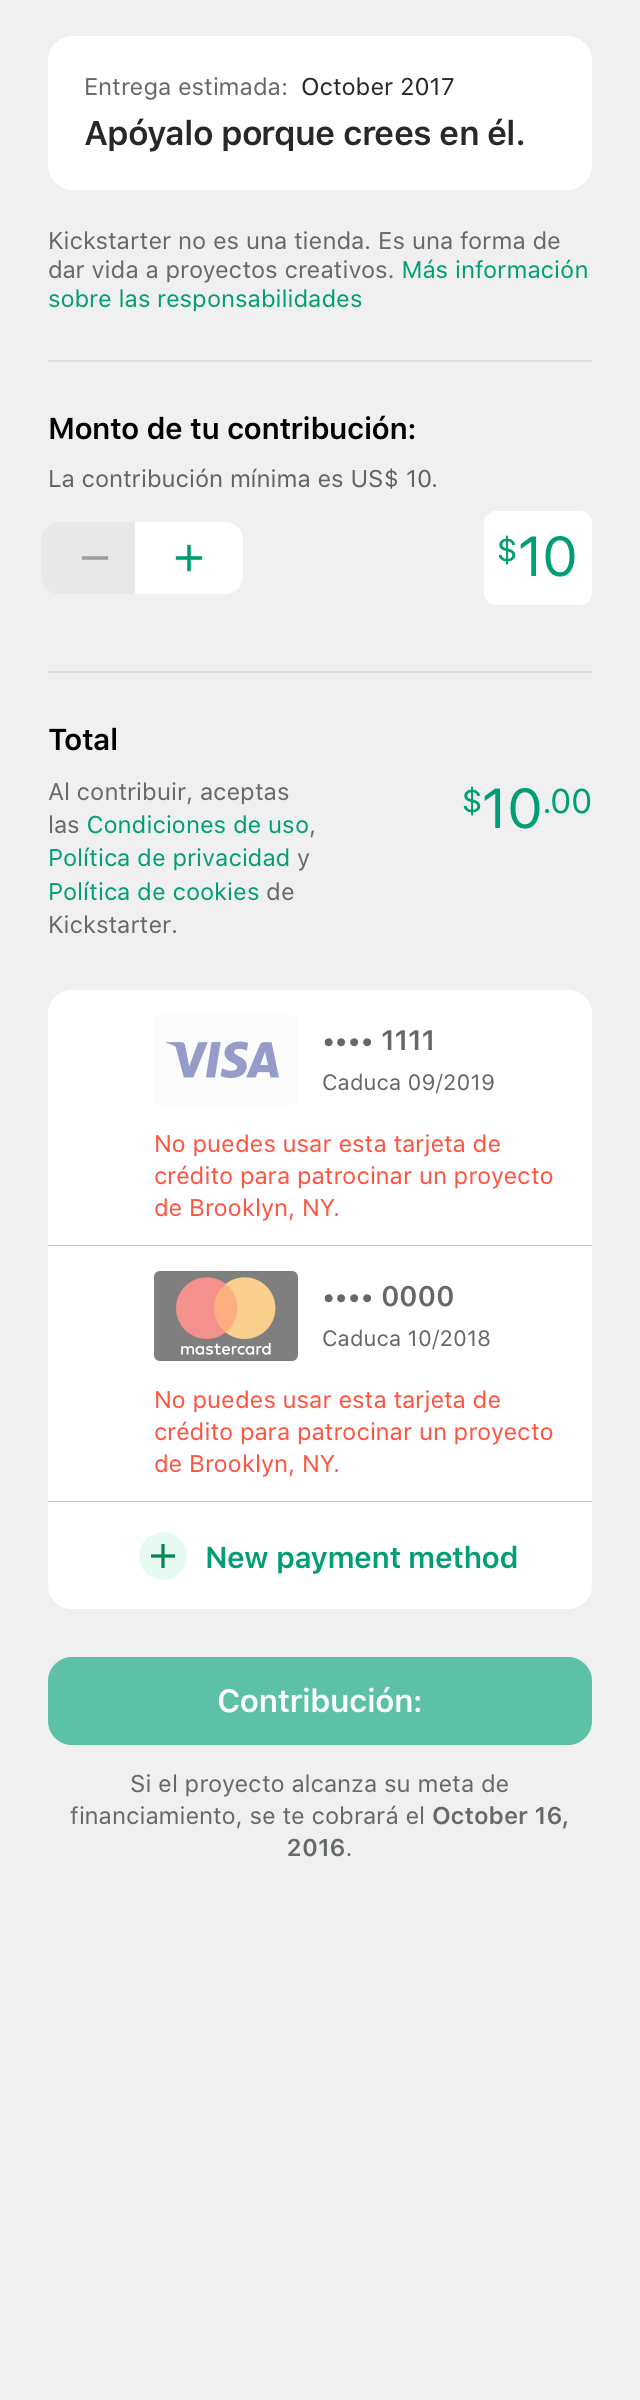 Entrega estimada: October 2017
Apóyalo porque crees en él.
Kickstarter no es una tienda. Es una forma de
dar vida a proyectos creativos. Más información
sobre las responsabilidades
Monto de tu contribución:
La contribución mínima es US$ 10.
− + $10
Total
Al contribuir, aceptas
las Condiciones de uso,
Política de privacidad y
Política de cookies de
Kickstarter.
$10.00
VISA •••• 1111
Caduca 09/2019
No puedes usar esta tarjeta de
crédito para patrocinar un proyecto
de Brooklyn, NY.
•••• 0000
mastercard Caduca 10/2018
No puedes usar esta tarjeta de
crédito para patrocinar un proyecto
de Brooklyn, NY.
+ New payment method
Contribución:
Si el proyecto alcanza su meta de
financiamiento, se te cobrará el October 16,
2016.